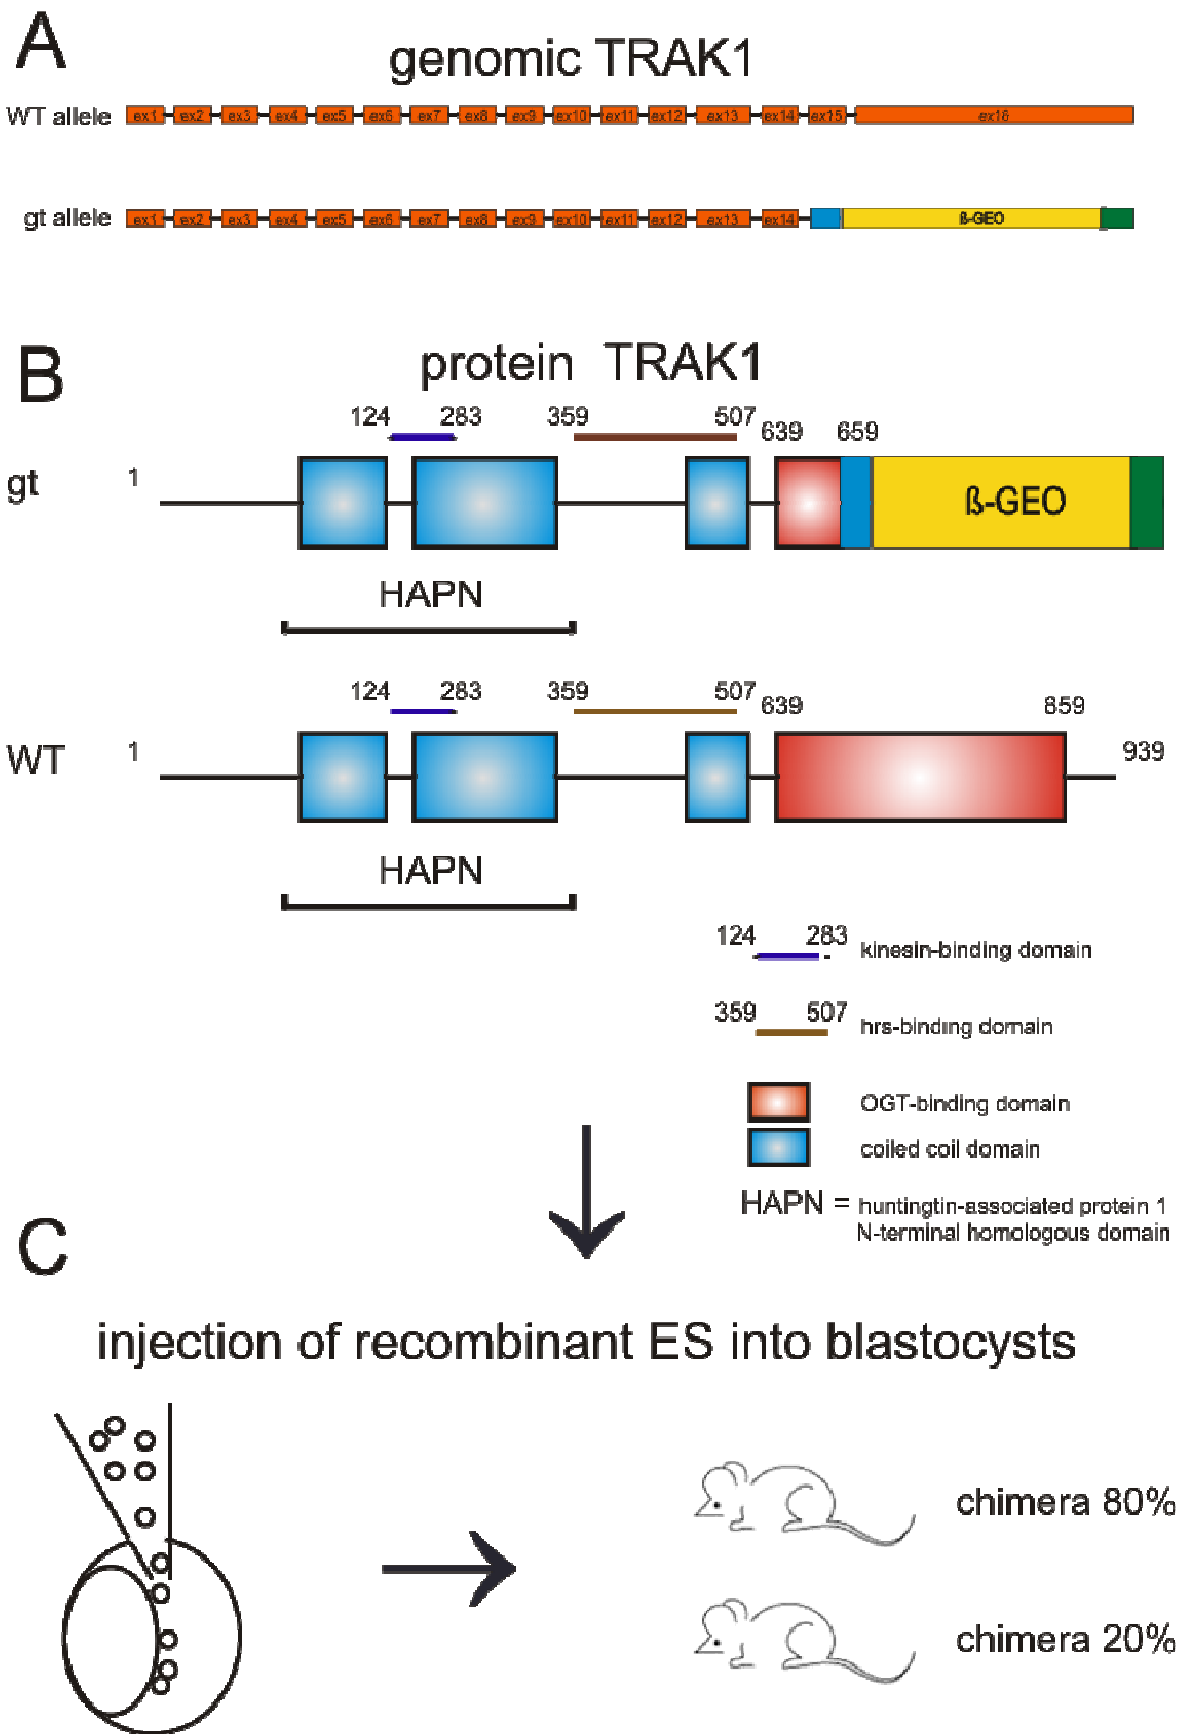 A
genomic TRAK1
WT allele ex1 ex2 ex3 ex4 ex5 ex6 ex7 ex8 ex9 ex10 ex11 ex12 ex13 ex14 ex15 ex16
gt allele ex1 ex2 ex3 ex4 ex5 ex6 ex7 ex8 ex9 ex10 ex11 ex12 ex13 ex14 ß-GEO
B
protein TRAK1
124 283 359 507 639 659
gt 1 ß-GEO
HAPN
124 283 359 507 639 859
WT 1 939
HAPN
124 283 kinesin-binding domain
359 507 hrs-binding domain
OGT-binding domain
coiled coil domain
HAPN = huntingtin-associated protein 1
N-terminal homologous domain
C
injection of recombinant ES into blastocysts
chimera 80%
chimera 20%